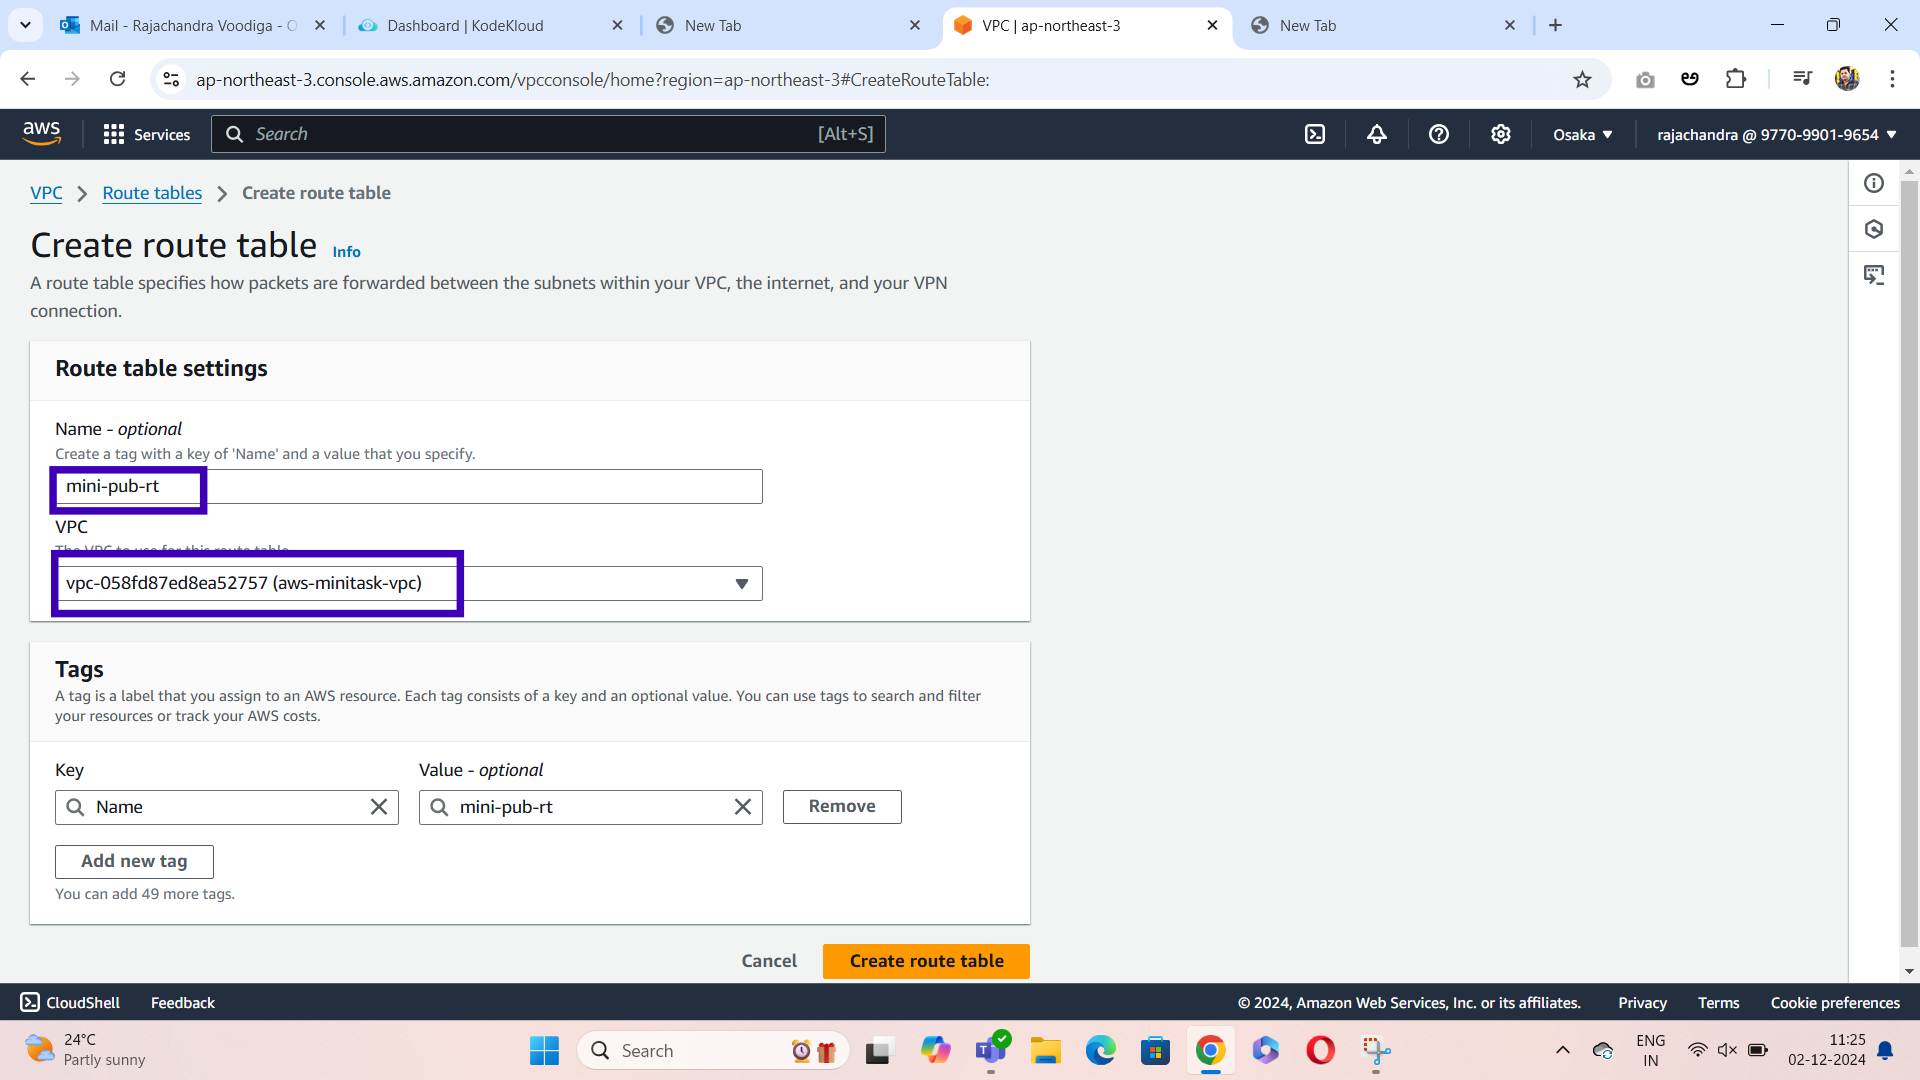 Mail - Rajachandra Voodiga - O
Dashboard | KodeKloud
New Tab
VPC | ap-northeast-3
New Tab
ap-northeast-3.console.aws.amazon.com/vpcconsole/home?region=ap-northeast-3#CreateRouteTable:
aws
Services
Search
[Alt+S]
Osaka
rajachandra @ 9770-9901-9654
VPC
Route tables
Create route table
Create route table
Info
A route table specifies how packets are forwarded between the subnets within your VPC, the internet, and your VPN
connection.
Route table settings
Name - optional
Create a tag with a key of 'Name' and a value that you specify.
mini-pub-rt
VPC
The VPC to use for this route table.
vpc-058fd87ed8ea52757 (aws-minitask-vpc)
Tags
A tag is a label that you assign to an AWS resource. Each tag consists of a key and an optional value. You can use tags to search and filter
your resources or track your AWS costs.
Key
Value - optional
Name
mini-pub-rt
Remove
Add new tag
You can add 49 more tags.
Cancel
Create route table
CloudShell
Feedback
© 2024, Amazon Web Services, Inc. or its affiliates.
Privacy
Terms
Cookie preferences
24°C
Partly sunny
Search
ENG
IN
11:25
02-12-2024